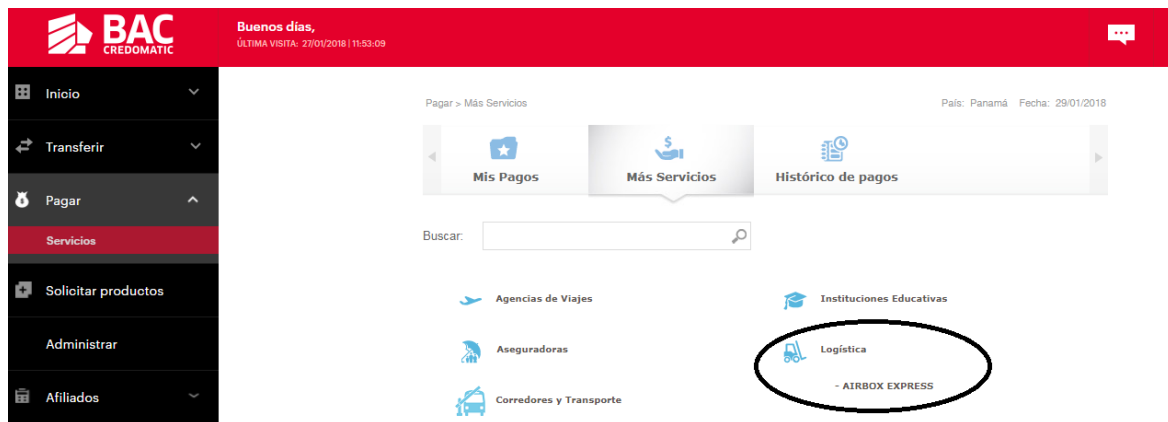 BAC
CREDOMATIC
Buenos días,
ÚLTIMA VISITA: 27/01/2018 | 11:53:09
Inicio
Transferir
Pagar
Servicios
Solicitar productos
Administrar
Afiliados
Pagar > Más Servicios
País: Panamá Fecha: 29/01/2018
Mis Pagos
Más Servicios
Histórico de pagos
Buscar:
Agencias de Viajes
Instituciones Educativas
Aseguradoras
Logística
- AIRBOX EXPRESS
Corredores y Transporte